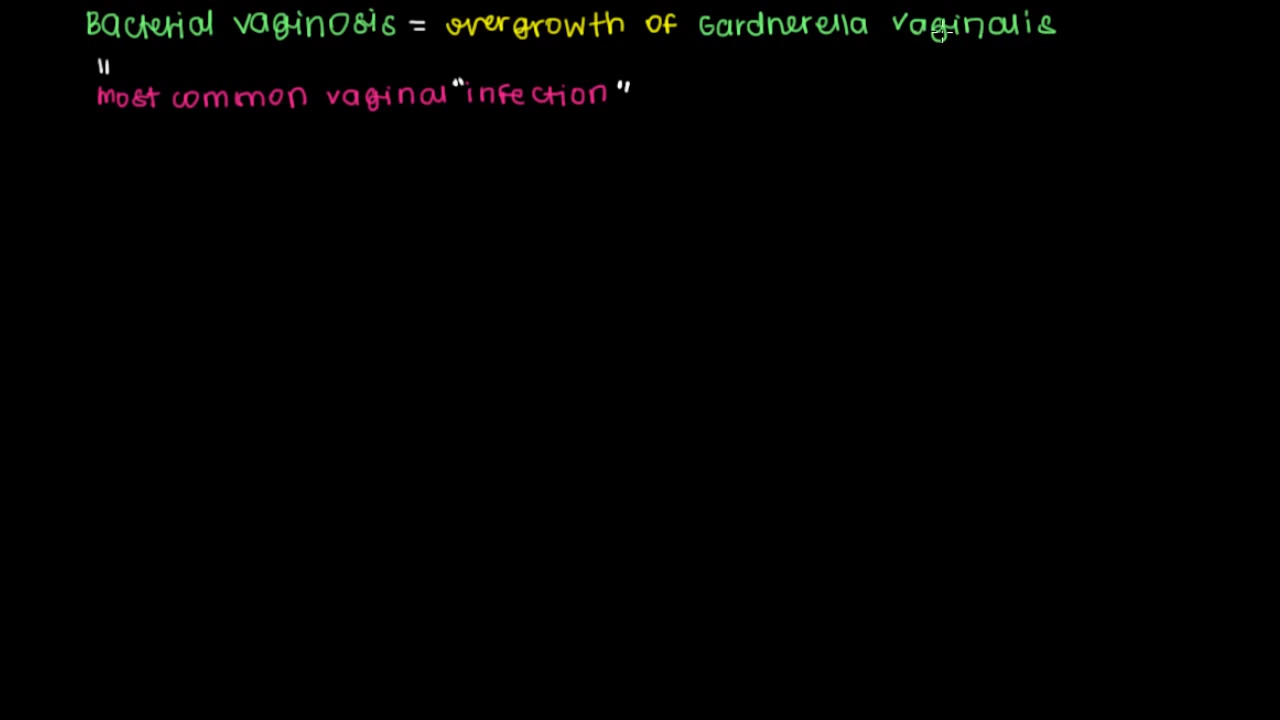 Bacterial vaginosis = overgrowth of Gardnerella vaginalis
"
Most common vaginal "infection"